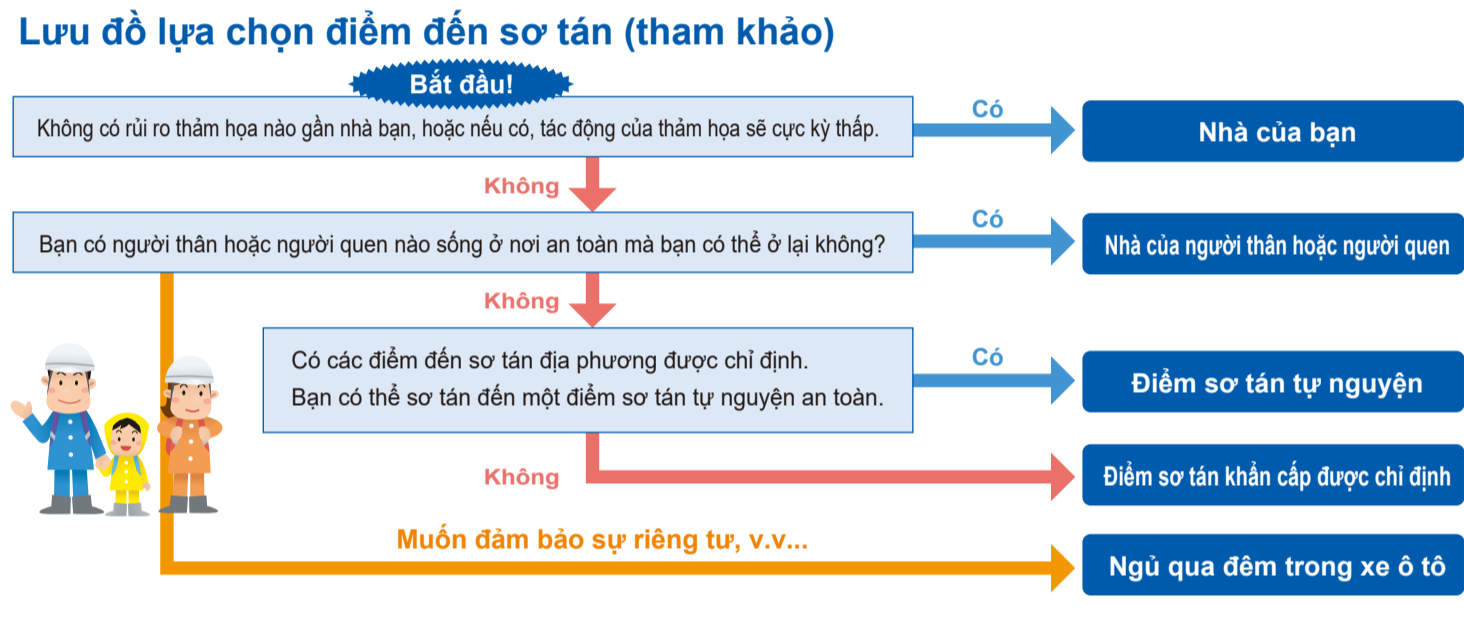 Lưu đồ lựa chọn điểm đến sơ tán (tham khảo)
Bắt đầu!
Không có rủi ro thảm họa nào gần nhà bạn, hoặc nếu có, tác động của thảm họa sẽ cực kỳ thấp.
Có
Nhà của bạn
Không
Bạn có người thân hoặc người quen nào sống ở nơi an toàn mà bạn có thể ở lại không?
Có
Nhà của người thân hoặc người quen
Không
Có các điểm đến sơ tán địa phương được chỉ định.
Bạn có thể sơ tán đến một điểm sơ tán tự nguyện an toàn.
Có
Điểm sơ tán tự nguyện
Không
Điểm sơ tán khẩn cấp được chỉ định
Muốn đảm bảo sự riêng tư, v.v...
Ngủ qua đêm trong xe ô tô